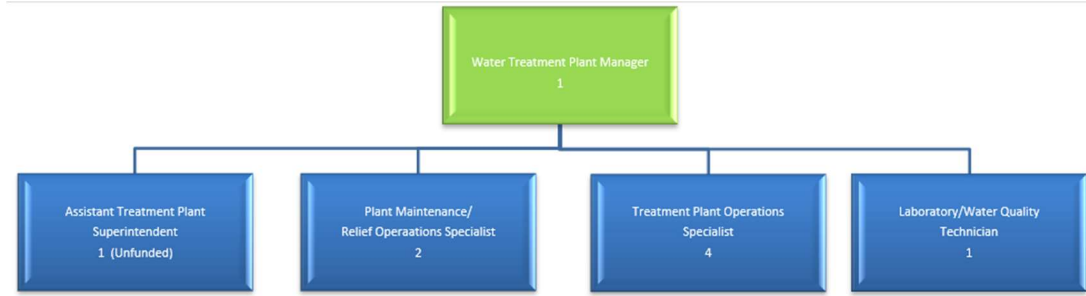 Water Treatment Plant Manager
1
Assistant Treatment Plant
Superintendent
1 (Unfunded)
Plant Maintenance/
Relief Operaations Specialist
2
Treatment Plant Operations
Specialist
4
Laboratory/Water Quality
Technician
1